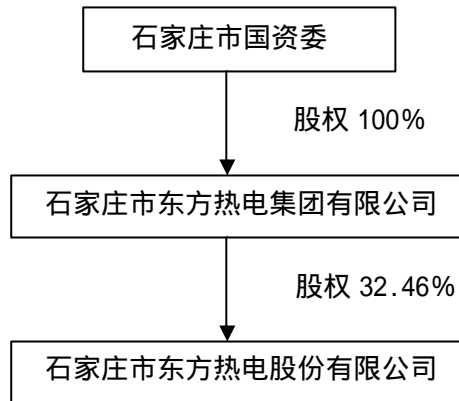 石家庄市国资委
股权 100%
石家庄市东方热电集团有限公司
股权 32.46%
石家庄市东方热电股份有限公司